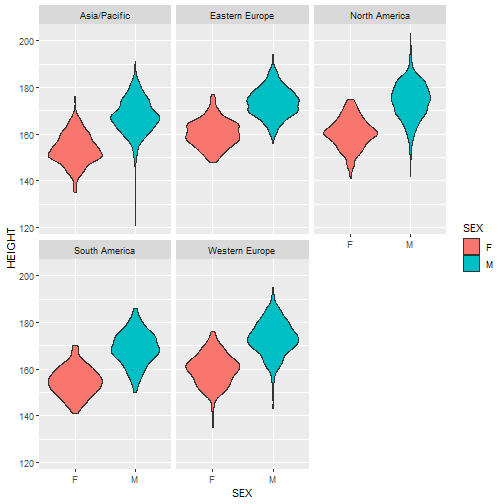 Asia/Pacific Eastern Europe North America
200
180
160
140
120
F M
HEIGHT
SEX
F
M
South America Western Europe
200
180
160
140
120
F M F M
SEX